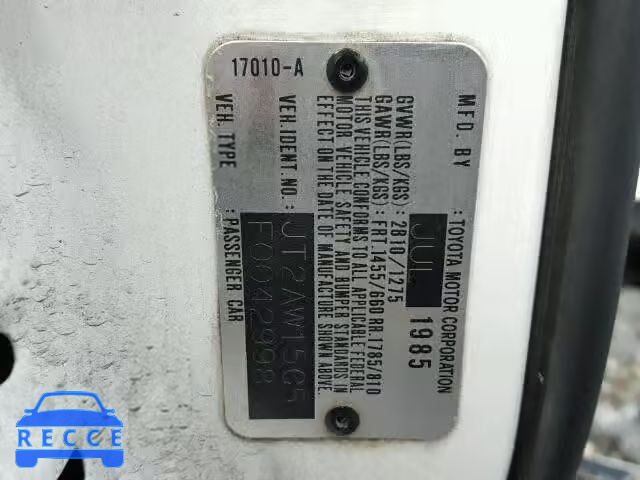 MFD. BY : TOYOTA MOTOR CORPORATION
JUL 1985
GVWR(LBS/KGS) : 2810/1275
GAWR(LBS/KGS) : FRT.1455/660 RR.1785/810
THIS VEHICLE CONFORMS TO ALL APPLICABLE FEDERAL
MOTOR VEHICLE SAFETY AND BUMPER STANDARDS IN
EFFECT ON THE DATE OF MANUFACTURE SHOWN ABOVE.
VEH.IDENT.NO. : JT2AW15C5
F0042998
VEH. TYPE : PASSENGER CAR
17010-A
RECCE